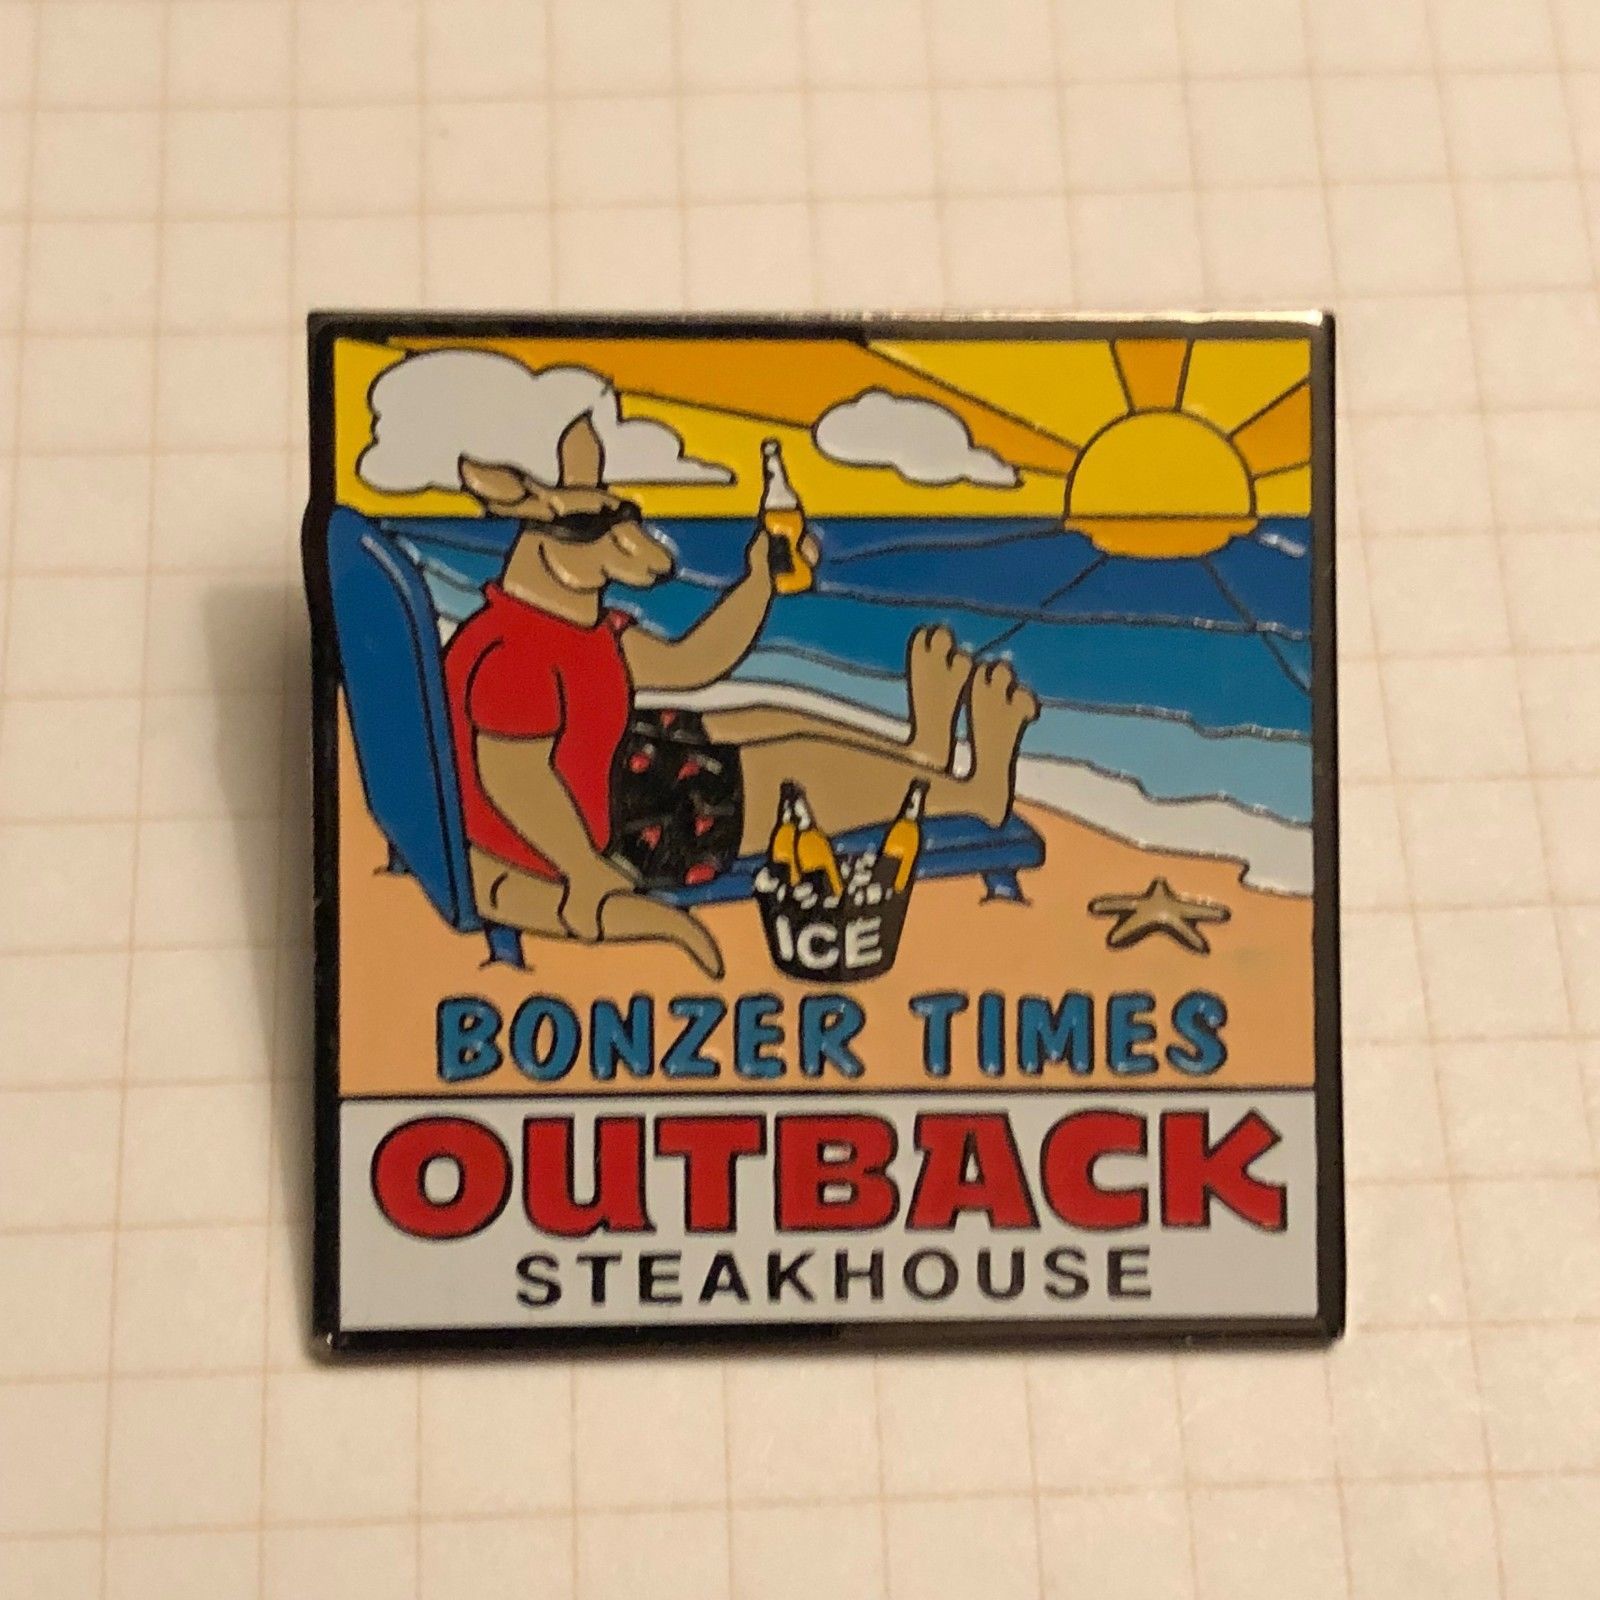 ICE
BONZER TIMES
OUTBACK
STEAKHOUSE